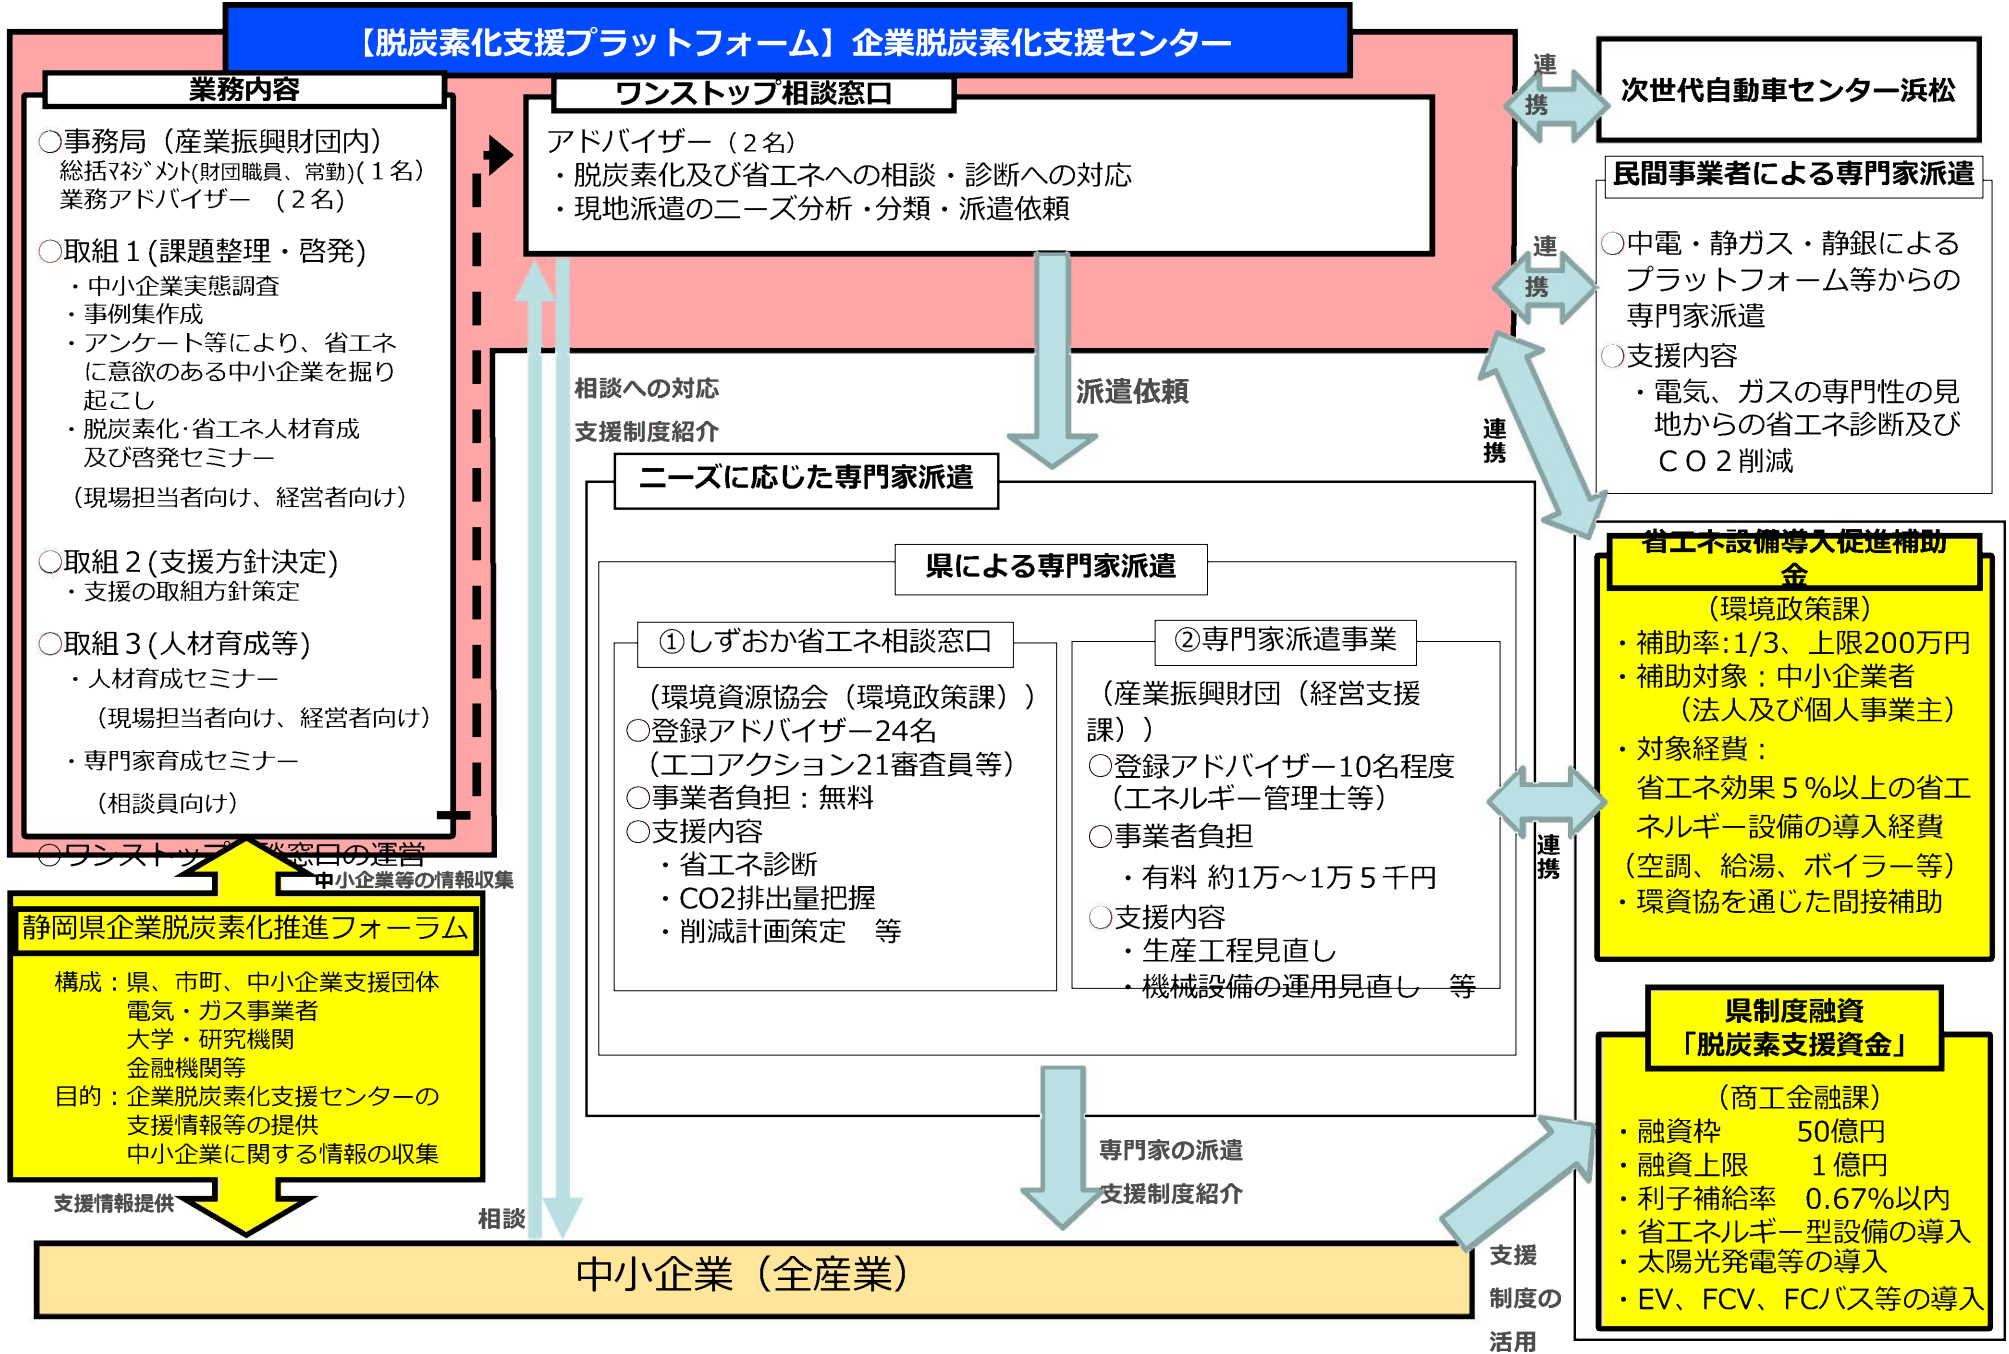 【脱炭素化支援プラットフォーム】企業脱炭素化支援センター
業務内容
○事務局（産業振興財団内）
総括ﾏﾈｼﾞﾒﾝﾄ(財団職員、常勤)(１名）
業務アドバイザー　(２名)
○取組１(課題整理・啓発)
・中小企業実態調査
・事例集作成
・アンケート等により、省エネ
に意欲のある中小企業を掘り
起こし
・脱炭素化･省エネ人材育成
及び啓発セミナー
（現場担当者向け、経営者向け）
○取組２(支援方針決定)
・支援の取組方針策定
○取組３(人材育成等)
・人材育成セミナー
（現場担当者向け、経営者向け）
・専門家育成セミナー
（相談員向け）
○ワンストップ相談窓口の運営
ワンストップ相談窓口
アドバイザー（２名）
・脱炭素化及び省エネへの相談・診断への対応
・現地派遣のニーズ分析・分類・派遣依頼
相談への対応
支援制度紹介
派遣依頼
ニーズに応じた専門家派遣
県による専門家派遣
①しずおか省エネ相談窓口
（環境資源協会（環境政策課））
○登録アドバイザー24名
（エコアクション21審査員等）
○事業者負担：無料
○支援内容
・省エネ診断
・CO2排出量把握
・削減計画策定　等
②専門家派遣事業
（産業振興財団（経営支援
課））
○登録アドバイザー10名程度
（エネルギー管理士等）
○事業者負担
・有料 約1万～1万５千円
○支援内容
・生産工程見直し
・機械設備の運用見直し　等
専門家の派遣
支援制度紹介
連
携
次世代自動車センター浜松
連
携
民間事業者による専門家派遣
○中電・静ガス・静銀による
プラットフォーム等からの
専門家派遣
○支援内容
・電気、ガスの専門性の見
地からの省エネ診断及び
ＣＯ２削減
連
携
省エネ設備導入促進補助
金
（環境政策課）
・補助率:1/3、上限200万円
・補助対象：中小企業者
（法人及び個人事業主）
・対象経費：
省エネ効果５%以上の省エ
ネルギー設備の導入経費
（空調、給湯、ボイラー等）
・環資協を通じた間接補助
連
携
県制度融資
「脱炭素支援資金」
（商工金融課）
・融資枠　　　50億円
・融資上限　　１億円
・利子補給率　0.67%以内
・省エネルギー型設備の導入
・太陽光発電等の導入
・EV、FCV、FCバス等の導入
中小企業等の情報収集
静岡県企業脱炭素化推進フォーラム
構成：県、市町、中小企業支援団体
電気・ガス事業者
大学・研究機関
金融機関等
目的：企業脱炭素化支援センターの
支援情報等の提供
中小企業に関する情報の収集
支援情報提供
相談
中小企業（全産業）
支援
制度の
活用